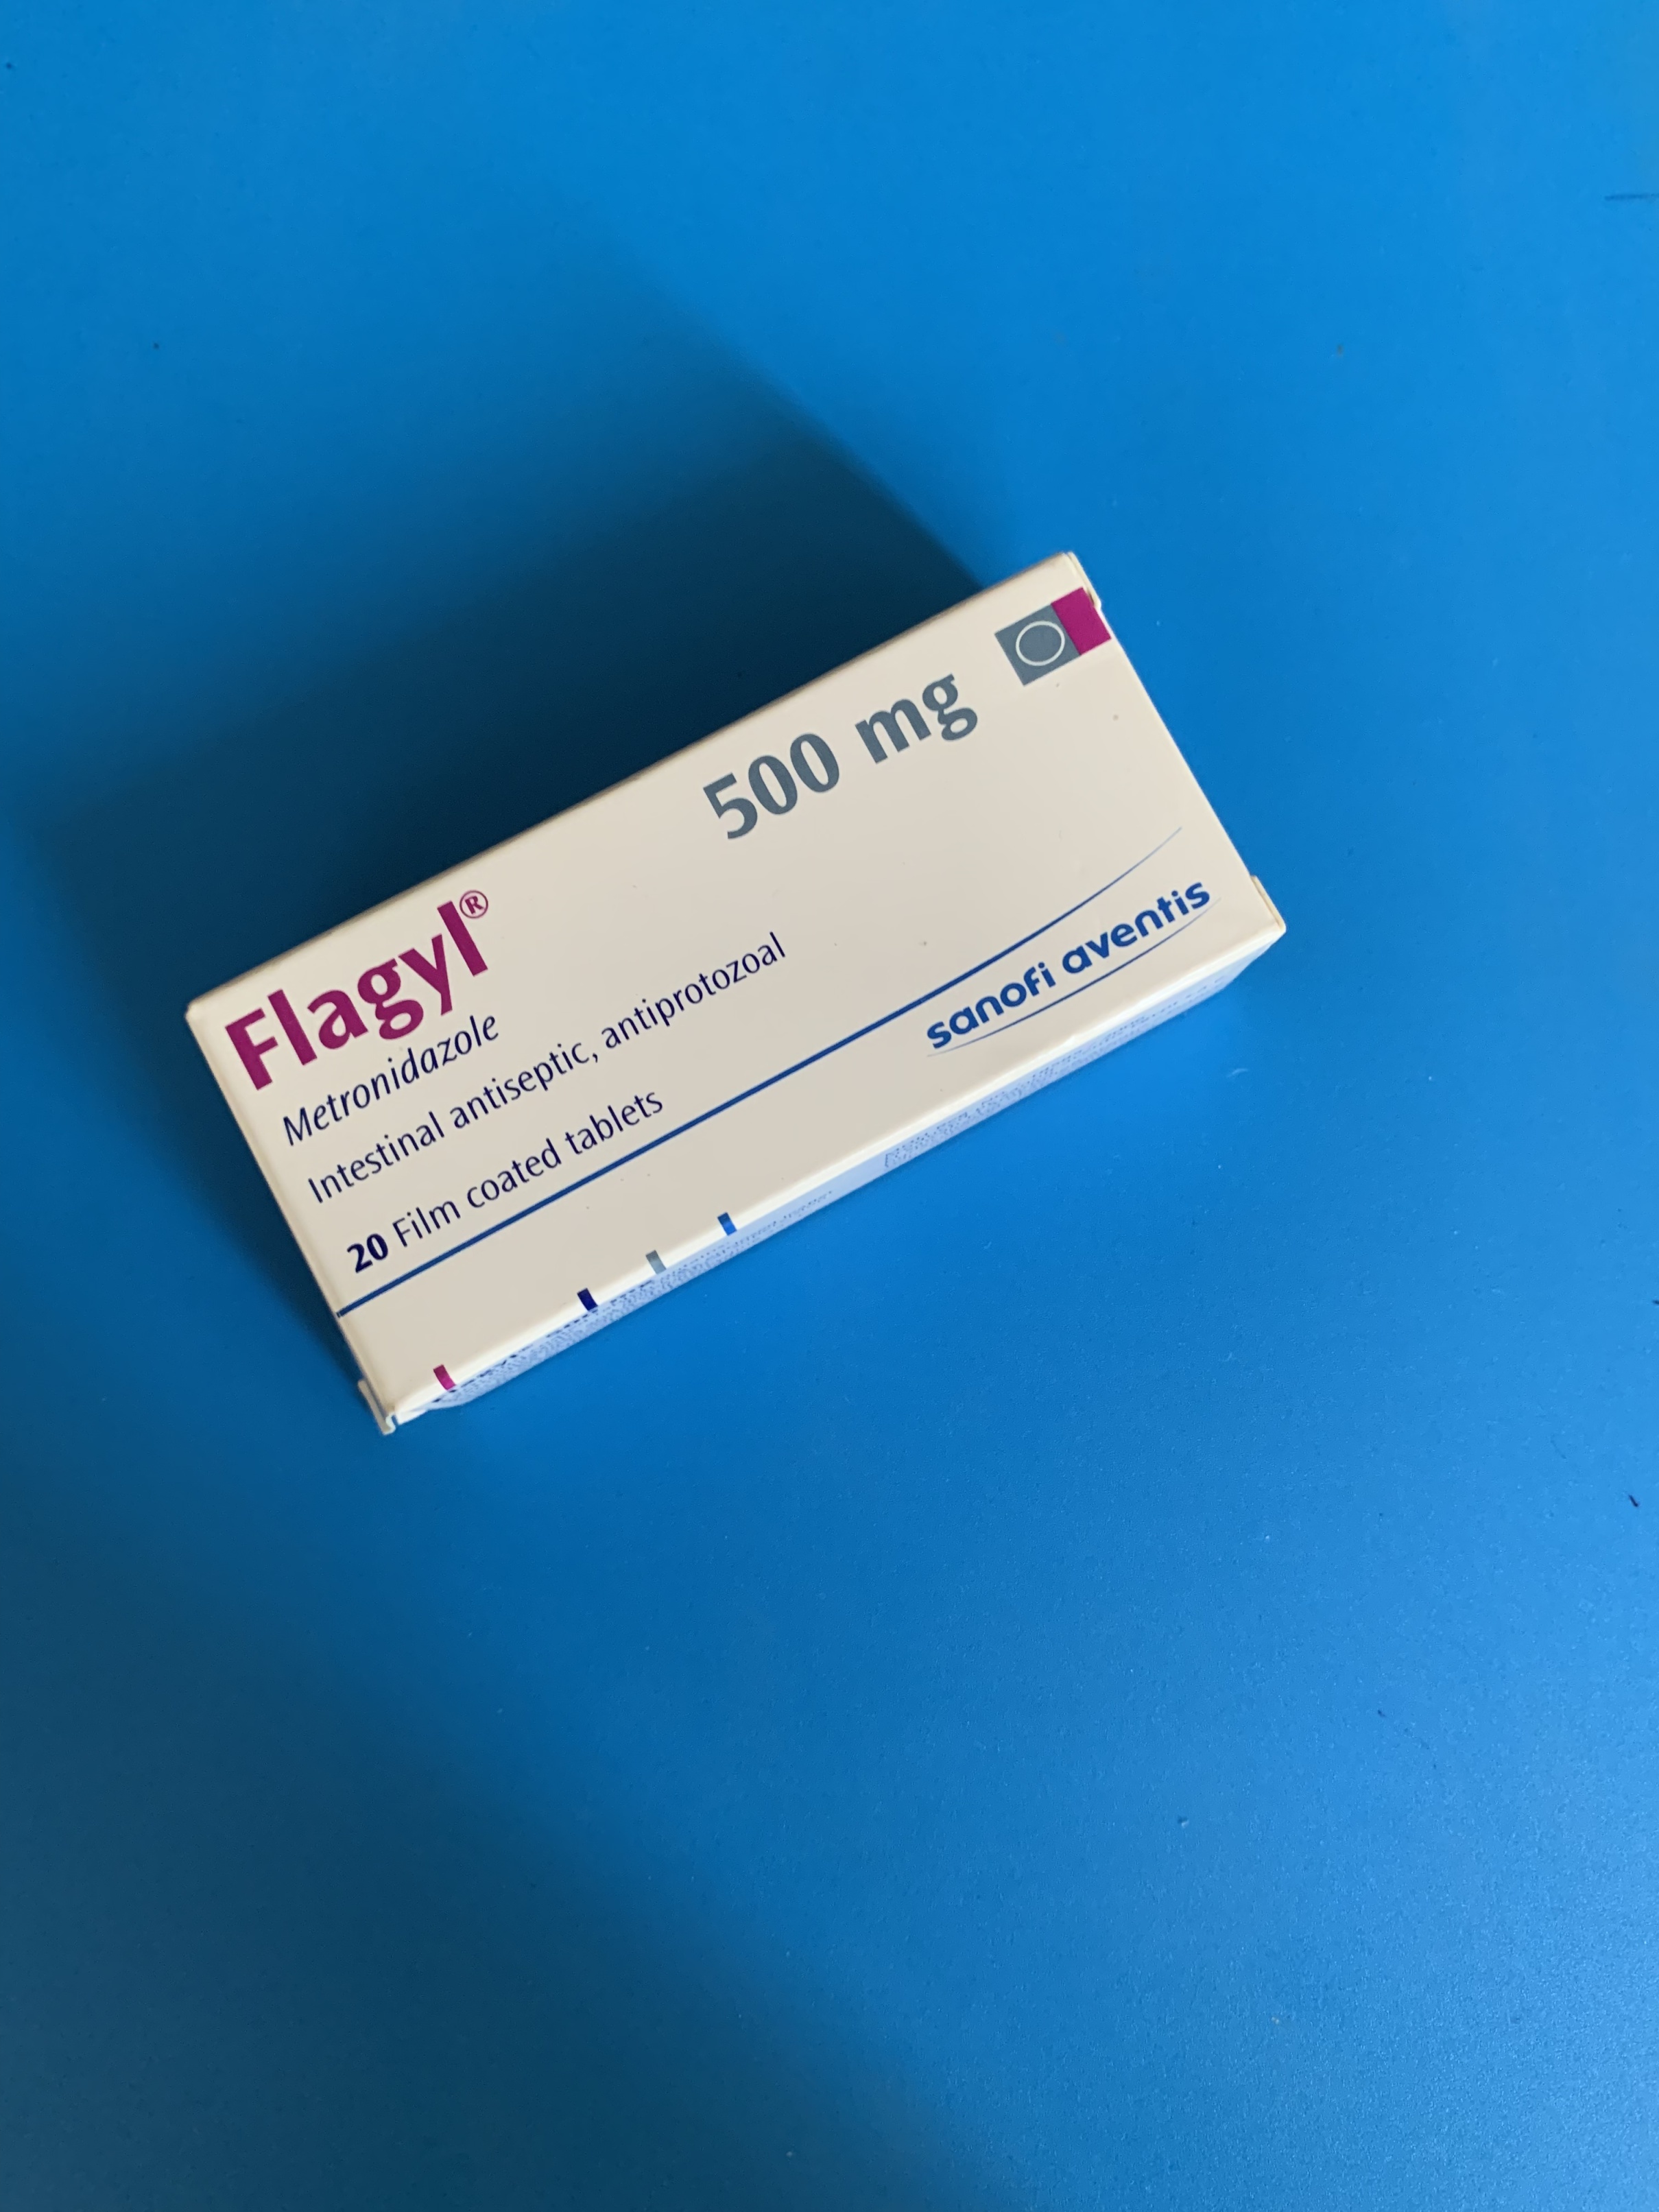 Flagyl®
500 mg
Metronidazole
Intestinal antiseptic, antiprotozoal
20 Film coated tablets
sanofi aventis